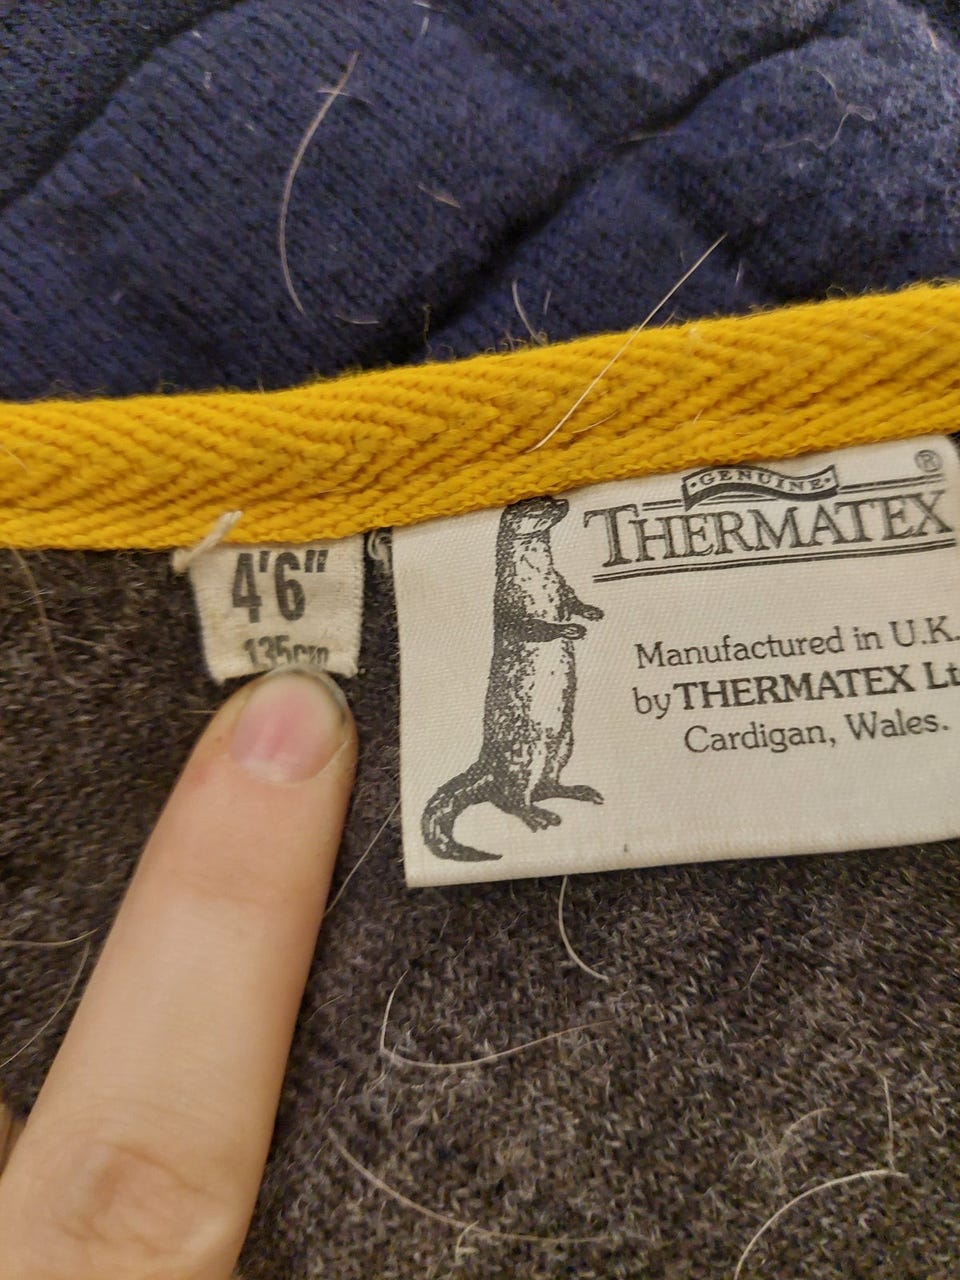 4'6"
135cm
GENUINE
THERMATEX ®
Manufactured in U.K.
by THERMATEX Lt
Cardigan, Wales.